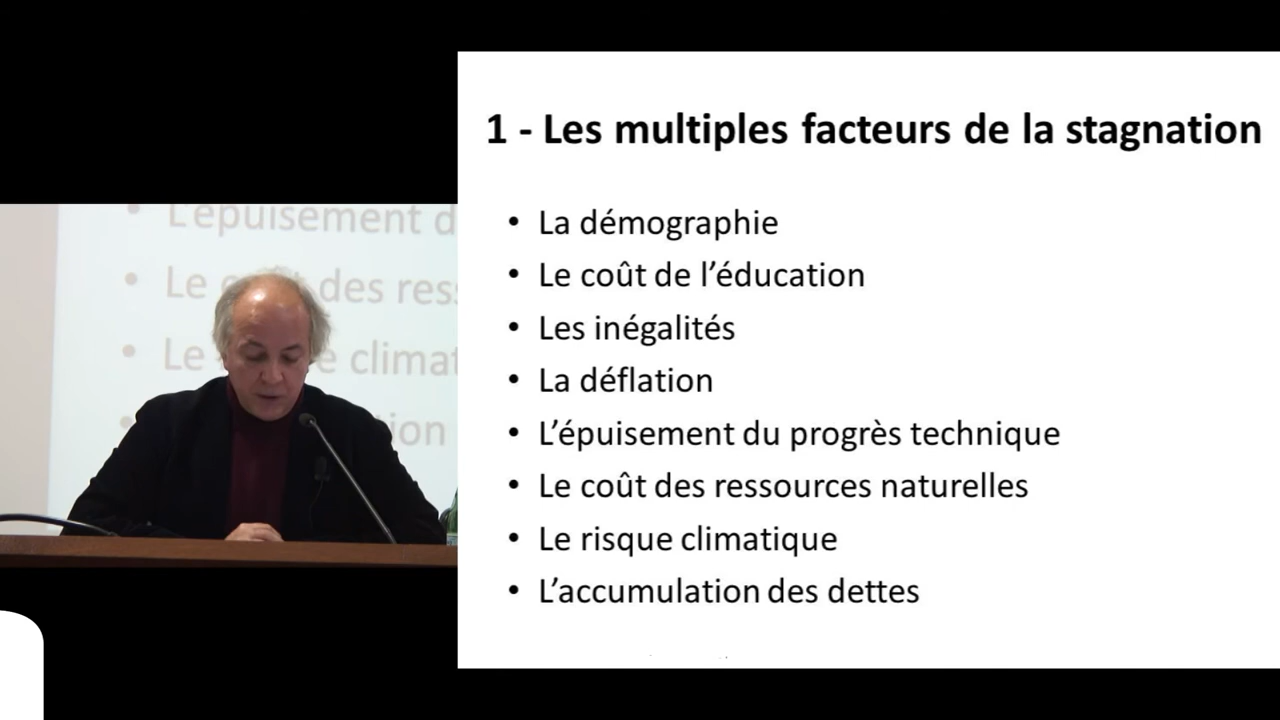 1 - Les multiples facteurs de la stagnation
• La démographie
• Le coût de l’éducation
• Les inégalités
• La déflation
• L’épuisement du progrès technique
• Le coût des ressources naturelles
• Le risque climatique
• L’accumulation des dettes
• L'épuisement d
• Le des res
• Le e climat
ion